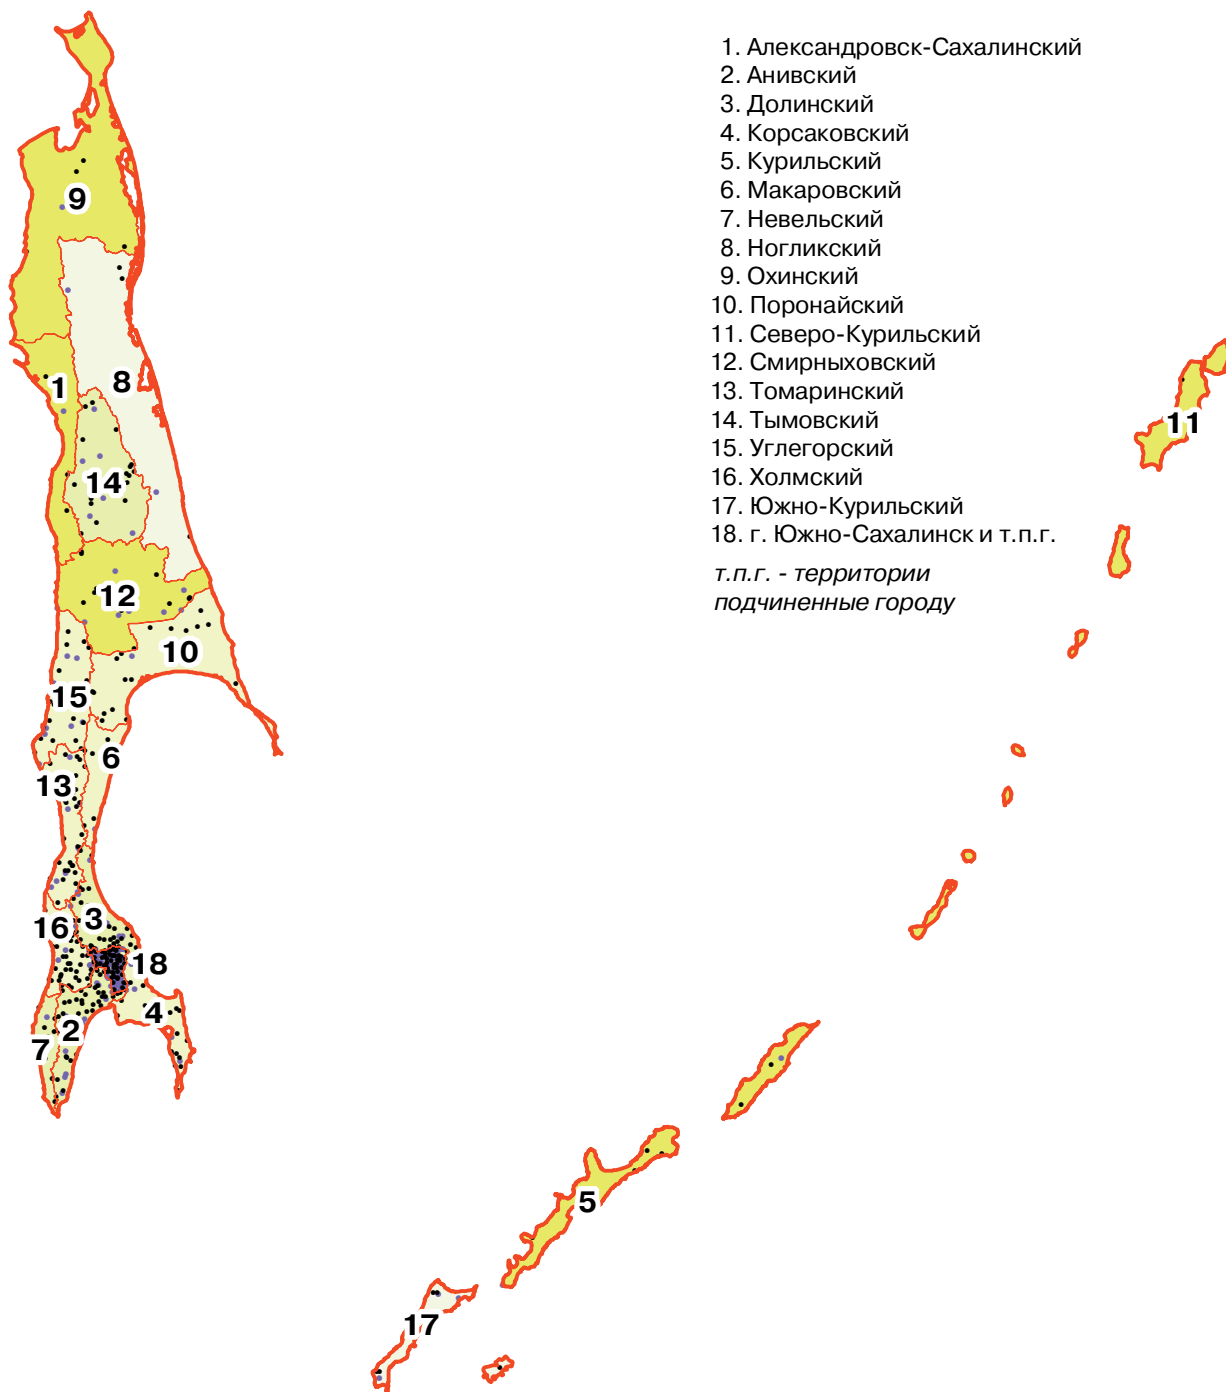 1. Александровск-Сахалинский
2. Анивский
3. Долинский
4. Корсаковский
5. Курильский
6. Макаровский
7. Невельский
8. Ногликский
9. Охинский
10. Поронайский
11. Северо-Курильский
12. Смирныховский
13. Томаринский
14. Тымовский
15. Углегорский
16. Холмский
17. Южно-Курильский
18. г. Южно-Сахалинск и т.п.г.
т.п.г. - территории
подчиненные городу
9
1
8
11
14
12
10
15
6
13
3
16
18
4
2
7
5
17